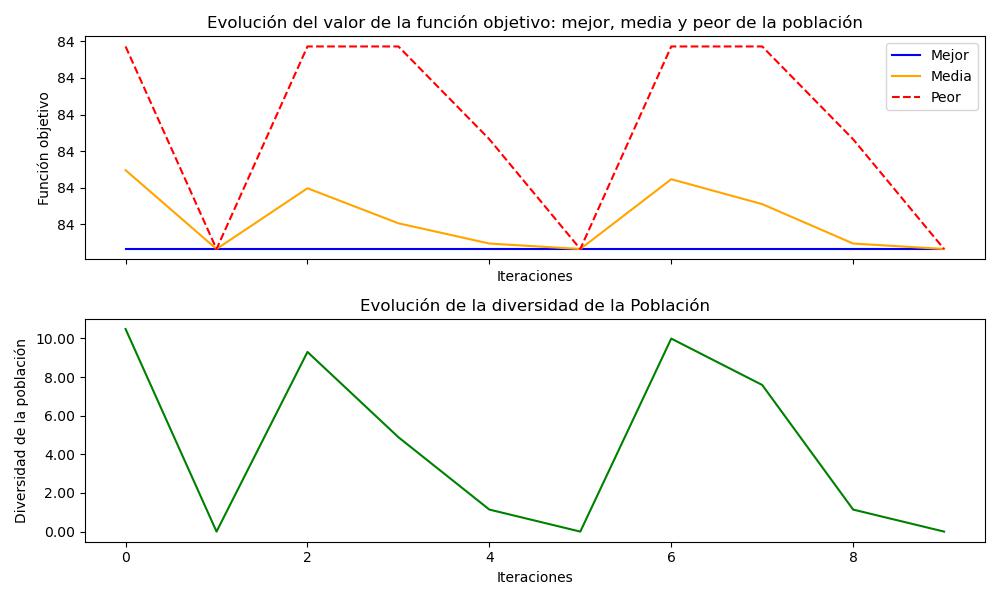 Evolución del valor de la función objetivo: mejor, media y peor de la población
84
84
84
84
84
84
Función objetivo
Mejor
Media
Peor
Iteraciones
Evolución de la diversidad de la Población
10.00
8.00
6.00
4.00
2.00
0.00
Diversidad de la población
0 2 4 6 8
Iteraciones